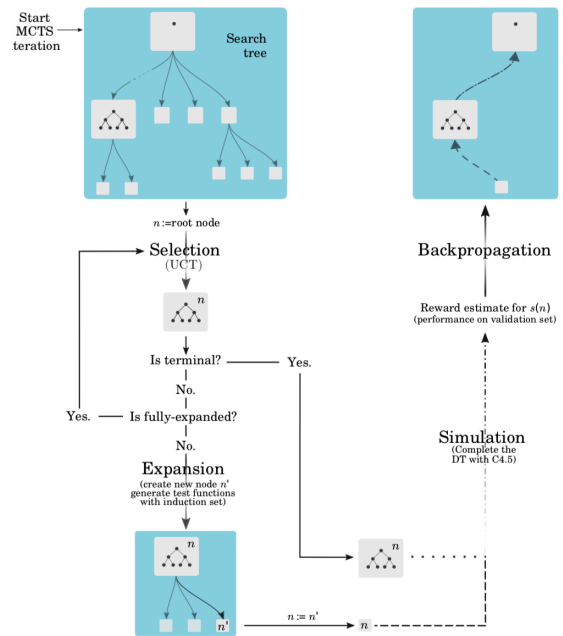 Start
MCTS
iteration
Search
tree
n :=root node
Selection
(UCT)
n
Is terminal?
Yes.
No.
Yes.
Is fully-expanded?
No.
Expansion
(create new node n'
generate test functions
with induction set)
n
n'
n := n'
n
n
Simulation
(Complete the
DT with C4.5)
Reward estimate for s(n)
(performance on validation set)
Backpropagation